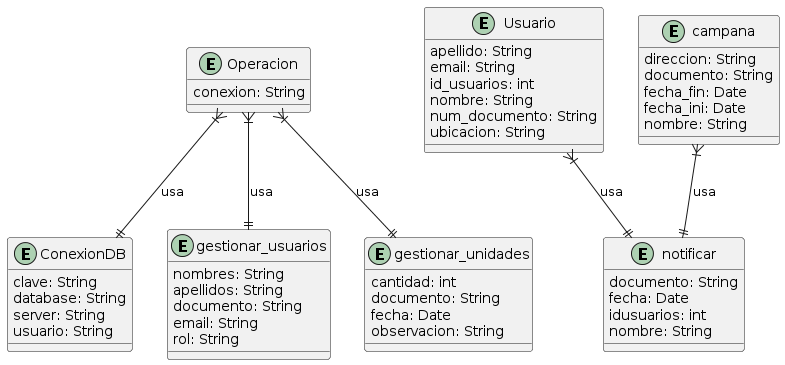 E Operacion
conexion: String
E Usuario
apellido: String
email: String
id_usuarios: int
nombre: String
num_documento: String
ubicacion: String
E campana
direccion: String
documento: String
fecha_fin: Date
fecha_ini: Date
nombre: String
usa
usa
usa
usa
usa
E ConexionDB
clave: String
database: String
server: String
usuario: String
E gestionar_usuarios
nombres: String
apellidos: String
documento: String
email: String
rol: String
E gestionar_unidades
cantidad: int
documento: String
fecha: Date
observacion: String
E notificar
documento: String
fecha: Date
idusuarios: int
nombre: String